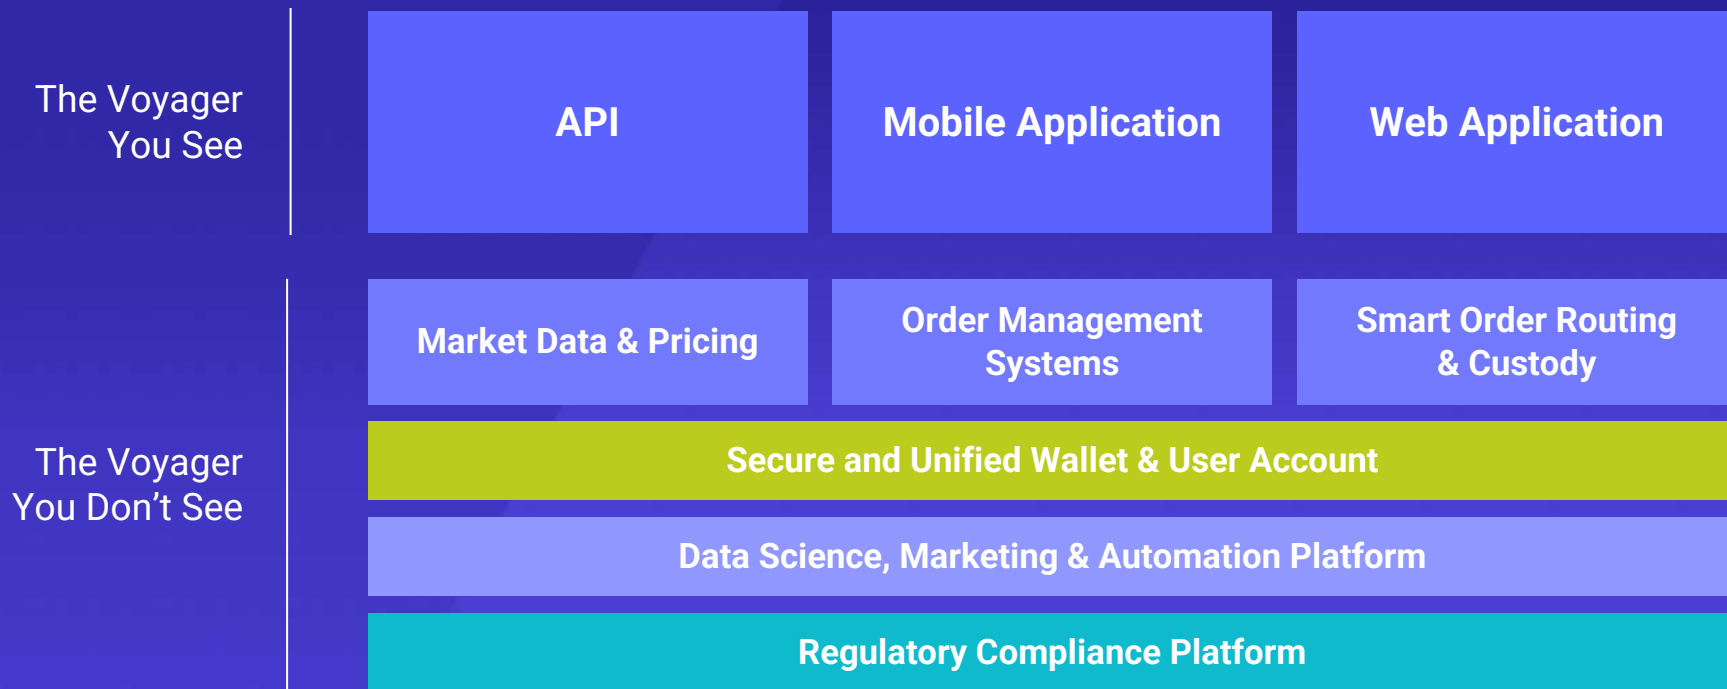 The Voyager
You See
API
Mobile Application
Web Application
The Voyager
You Don’t See
Market Data & Pricing
Order Management
Systems
Smart Order Routing
& Custody
Secure and Unified Wallet & User Account
Data Science, Marketing & Automation Platform
Regulatory Compliance Platform